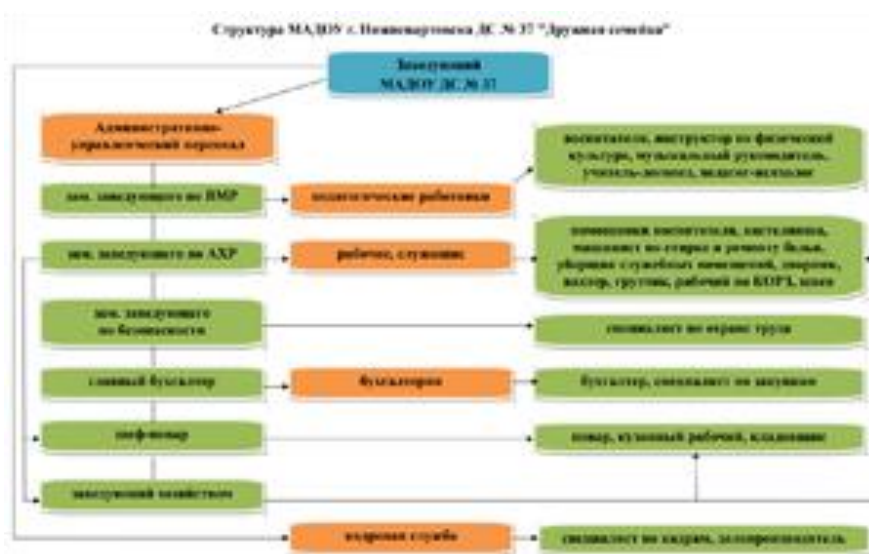 Структура МАДОУ г. Нижневартовска ДС № 37 "Дружная семейка"
Заведующий
МАДОУ ДС № 37
Административно-
управленческий персонал
воспитатели, инструктор по физической
культуре, музыкальный руководитель,
учитель-логопед, педагог-психолог
зам. заведующего по ВМР
педагогические работники
зам. заведующего по АХР
рабочие, служащие
помощники воспитателя, кастелянша,
машинист по стирке и ремонту белья,
уборщик служебных помещений, дворник,
вахтер, грузчик, рабочий по
зам. заведующего
по безопасности
специалист по охране труда
главный бухгалтер
бухгалтерия
бухгалтер, специалист по закупкам
шеф-повар
повар, кухонный рабочий, кладовщик
заведующий хозяйством
кадровая служба
специалист по кадрам, делопроизводитель